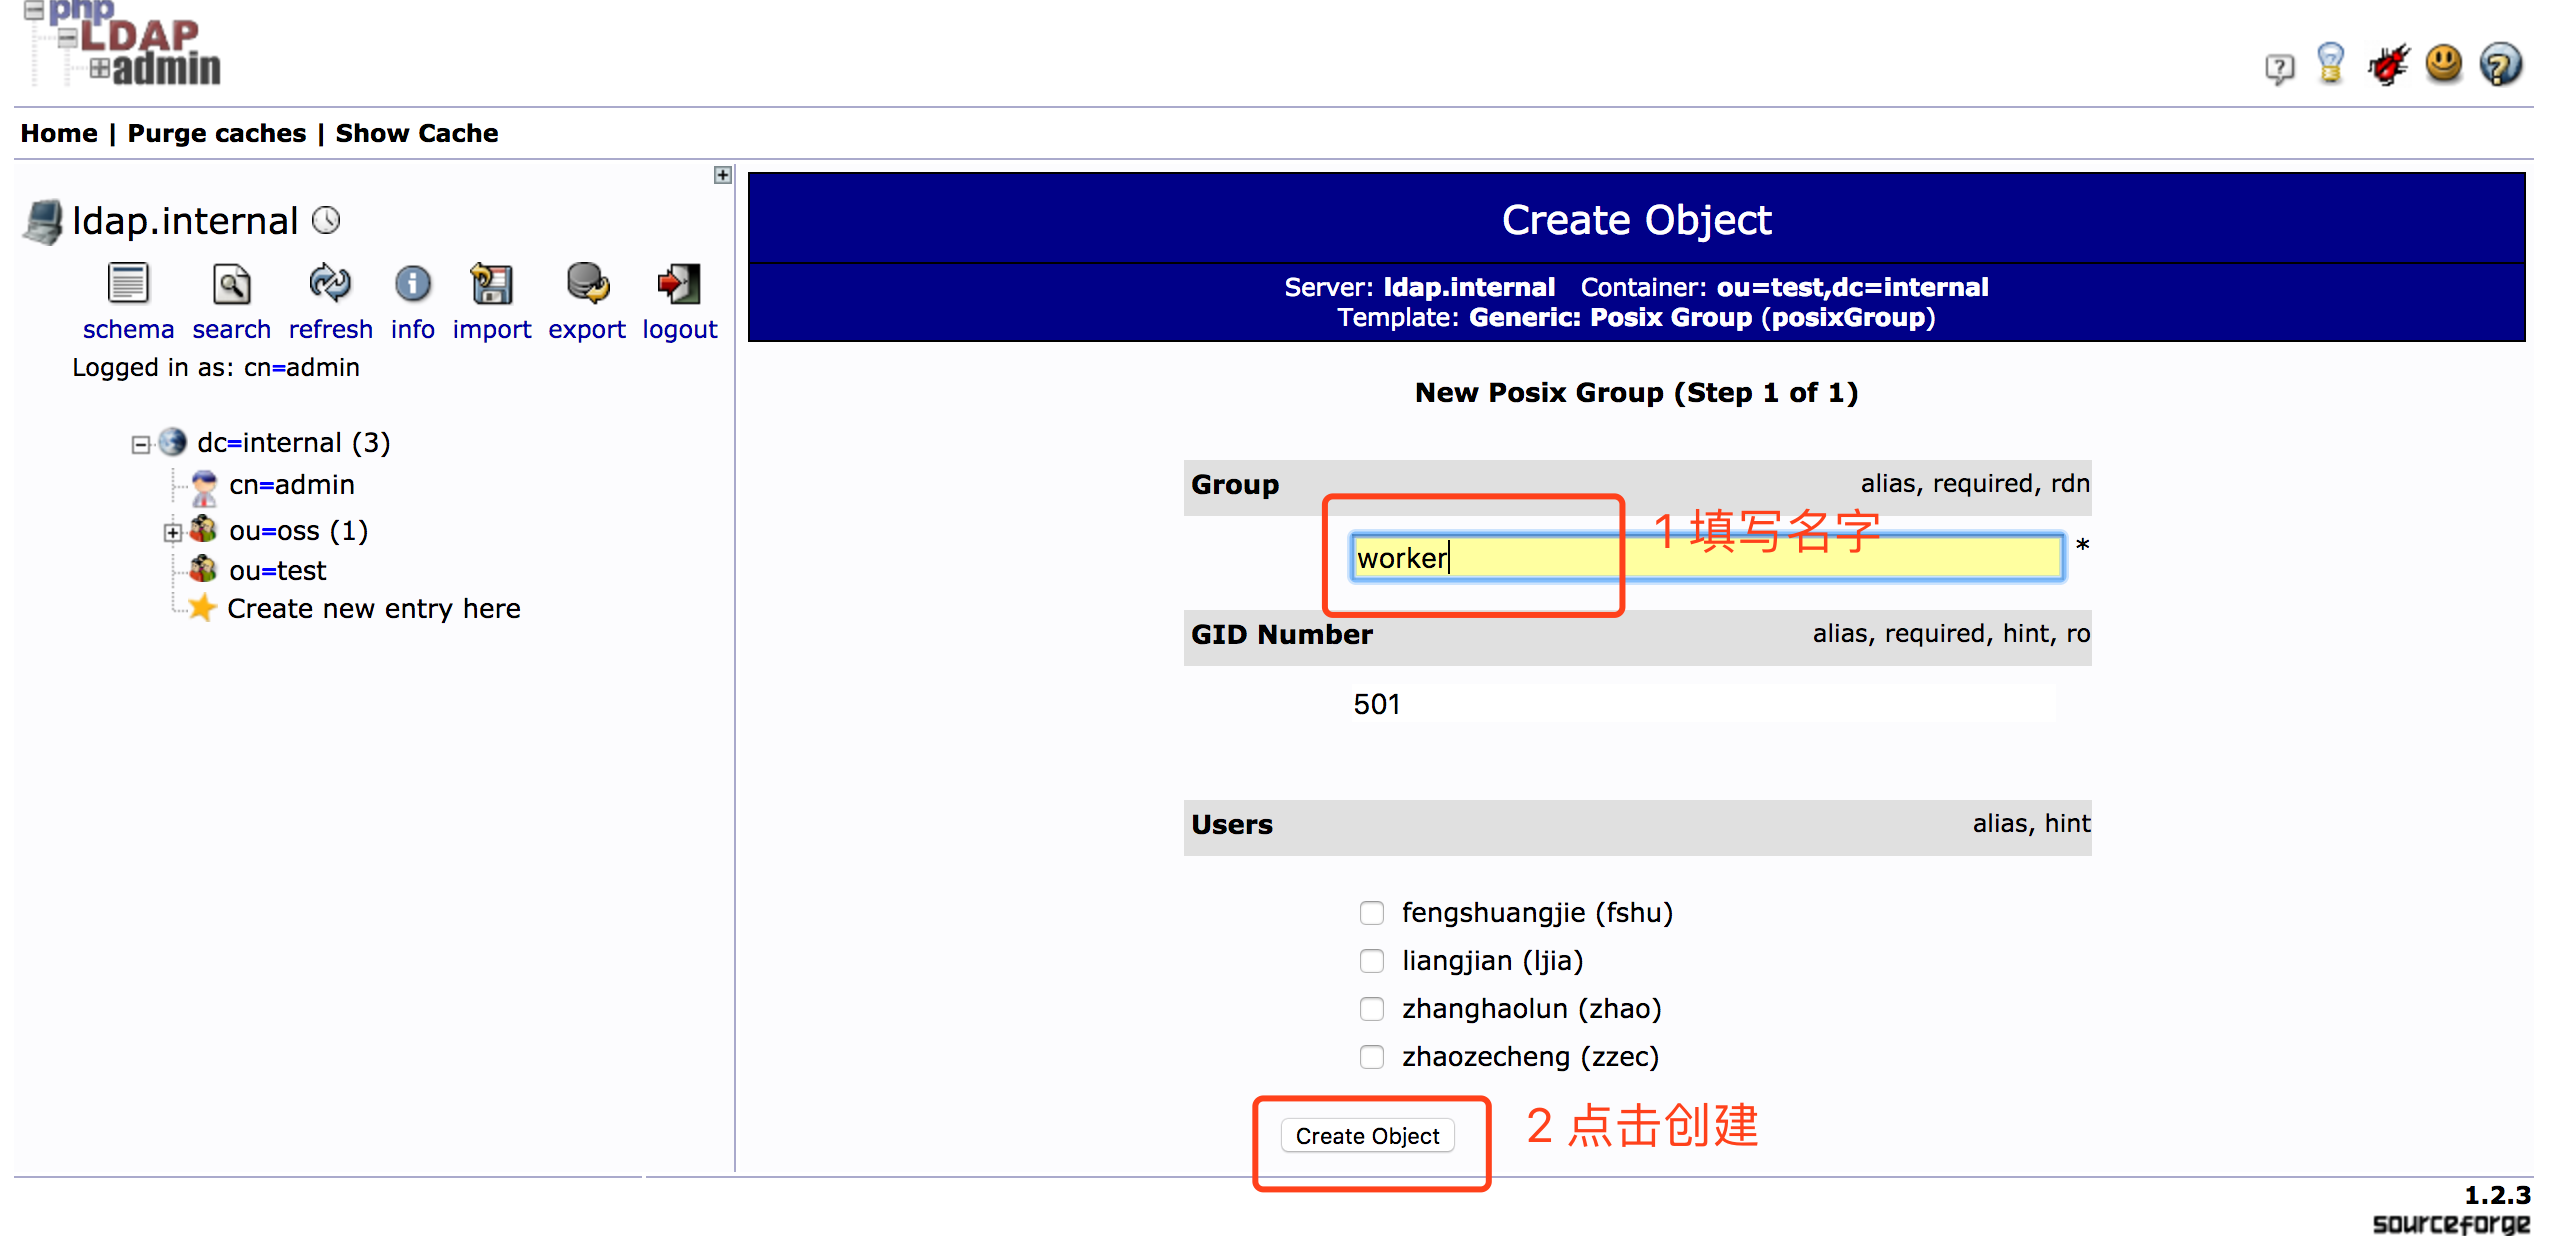 php
LDAP
admin
Home | Purge caches | Show Cache
ldap.internal
schema search refresh info import export logout
Logged in as: cn=admin
dc=internal (3)
cn=admin
ou=oss (1)
ou=test
Create new entry here
Create Object
Server: ldap.internal Container: ou=test,dc=internal
Template: Generic: Posix Group (posixGroup)
New Posix Group (Step 1 of 1)
Group alias, required, rdn
1 填写名字
worker *
GID Number alias, required, hint, ro
501
Users alias, hint
fengshuangjie (fshu)
liangjian (ljia)
zhanghaolun (zhao)
zhaozecheng (zzec)
Create Object
2 点击创建
1.2.3
sourceforge